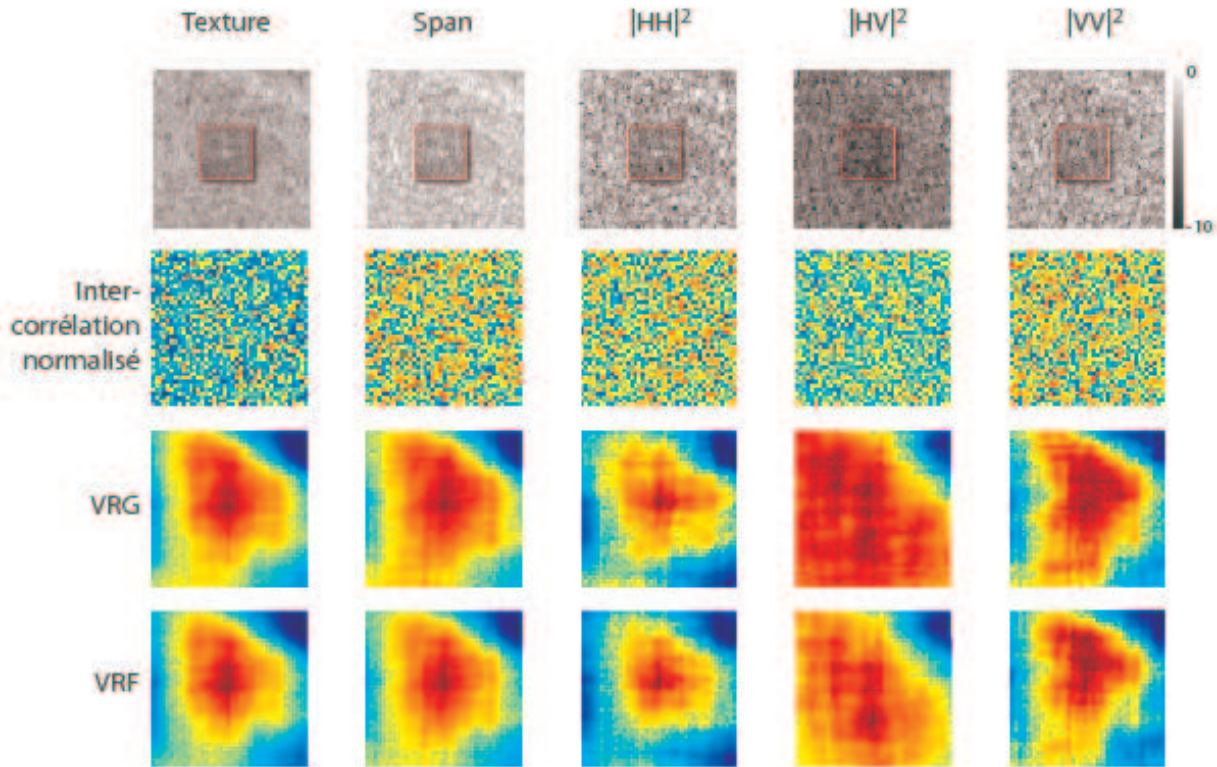 Texture Span |HH|² |HV|² |VV|²
0
-10
Inter-
corrélation
normalisé
VRG
VRF